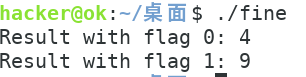 hacker@ok:~/桌面$ ./fine
Result with flag 0: 4
Result with flag 1: 9